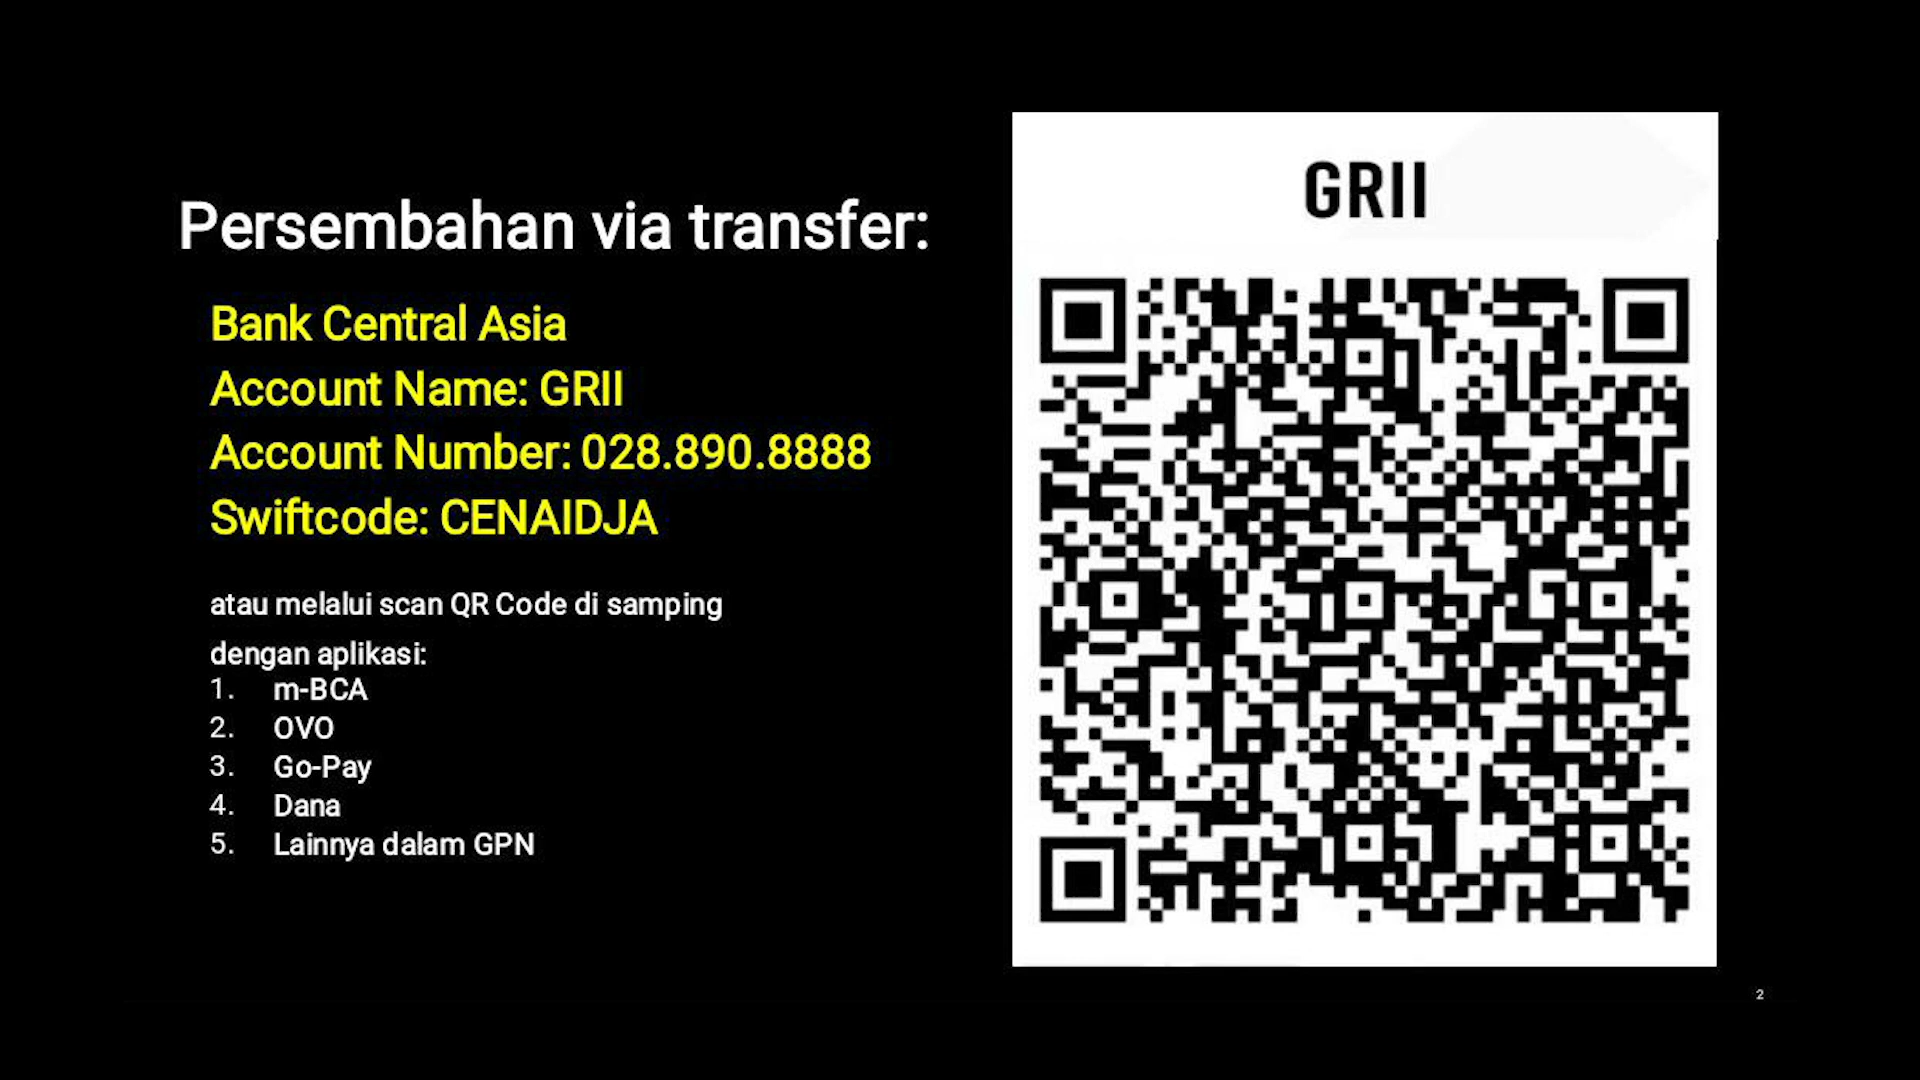 Persembahan via transfer:
Bank Central Asia
Account Name: GRII
Account Number: 028.890.8888
Swiftcode: CENAIDJA
atau melalui scan QR Code di samping
dengan aplikasi:
1. m-BCA
2. OVO
3. Go-Pay
4. Dana
5. Lainnya dalam GPN
GRII
2